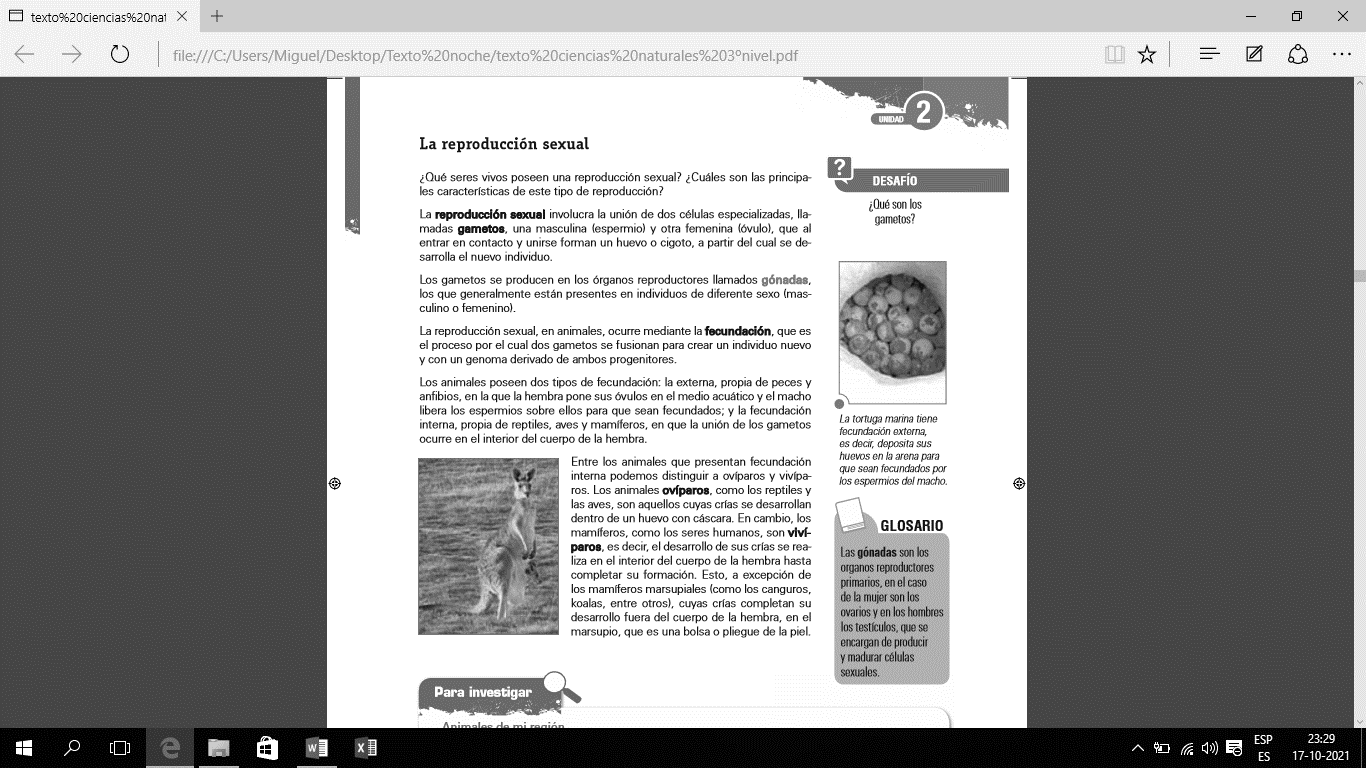 texto%20ciencias%20nat
file:///C:/Users/Miguel/Desktop/Texto%20noche/texto%20ciencias%20naturales%203ºnivel.pdf
UNIDAD 2
La reproducción sexual
¿Qué seres vivos poseen una reproducción sexual? ¿Cuáles son las principa-
les características de este tipo de reproducción?
La reproducción sexual involucra la unión de dos células especializadas, lla-
madas gametos, una masculina (espermio) y otra femenina (óvulo), que al
entrar en contacto y unirse forman un huevo o cigoto, a partir del cual se de-
sarrolla el nuevo individuo.
Los gametos se producen en los órganos reproductores llamados gónadas,
los que generalmente están presentes en individuos de diferente sexo (mas-
culino o femenino).
La reproducción sexual, en animales, ocurre mediante la fecundación, que es
el proceso por el cual dos gametos se fusionan para crear un individuo nuevo
y con un genoma derivado de ambos progenitores.
Los animales poseen dos tipos de fecundación: la externa, propia de peces y
anfibios, en la que la hembra pone sus óvulos en el medio acuático y el macho
libera los espermios sobre ellos para que sean fecundados; y la fecundación
interna, propia de reptiles, aves y mamíferos, en que la unión de los gametos
ocurre en el interior del cuerpo de la hembra.
Entre los animales que presentan fecundación
interna podemos distinguir a ovíparos y vivípa-
ros. Los animales ovíparos, como los reptiles y
las aves, son aquellos cuyas crías se desarrollan
dentro de un huevo con cáscara. En cambio, los
mamíferos, como los seres humanos, son viví-
paros, es decir, el desarrollo de sus crías se rea-
liza en el interior del cuerpo de la hembra hasta
completar su formación. Esto, a excepción de
los mamíferos marsupiales (como los canguros,
koalas, entre otros), cuyas crías completan su
desarrollo fuera del cuerpo de la hembra, en el
marsupio, que es una bolsa o pliegue de la piel.
? DESAFÍO
¿Qué son los
gametos?
La tortuga marina tiene
fecundación externa,
es decir, deposita sus
huevos en la arena para
que sean fecundados por
los espermios del macho.
GLOSARIO
Las gónadas son los
organos reproductores
primarios, en el caso
de la mujer son los
ovarios y en los hombres
los testículos, que se
encargan de producir
y madurar células
sexuales.
Para investigar
Animales de mi región
ESP
ES
23:29
17-10-2021